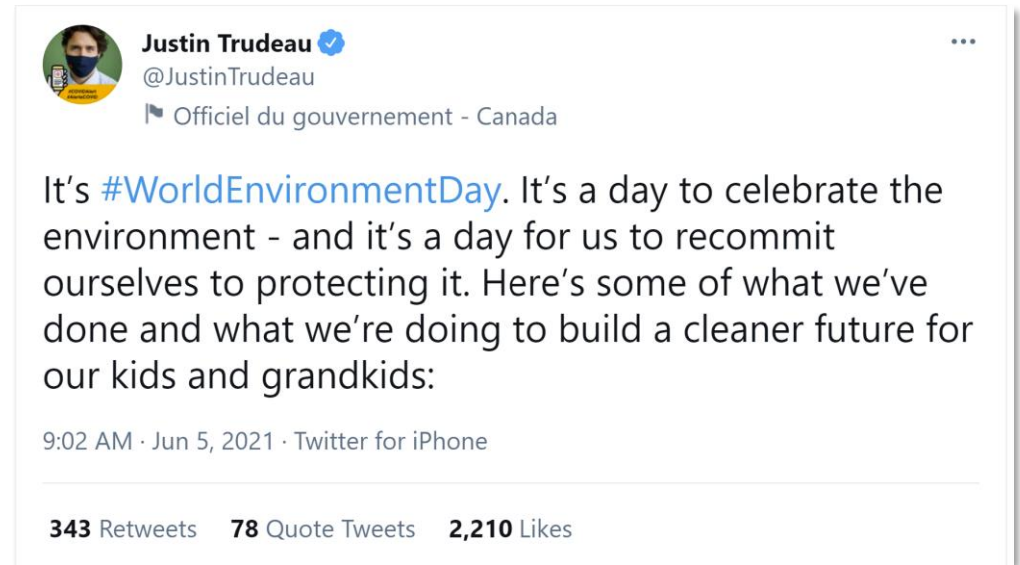 Justin Trudeau
@JustinTrudeau
Officiel du gouvernement - Canada
It's #WorldEnvironmentDay. It's a day to celebrate the
environment - and it's a day for us to recommit
ourselves to protecting it. Here's some of what we've
done and what we're doing to build a cleaner future for
our kids and grandkids:
9:02 AM · Jun 5, 2021 · Twitter for iPhone
343 Retweets 78 Quote Tweets 2,210 Likes